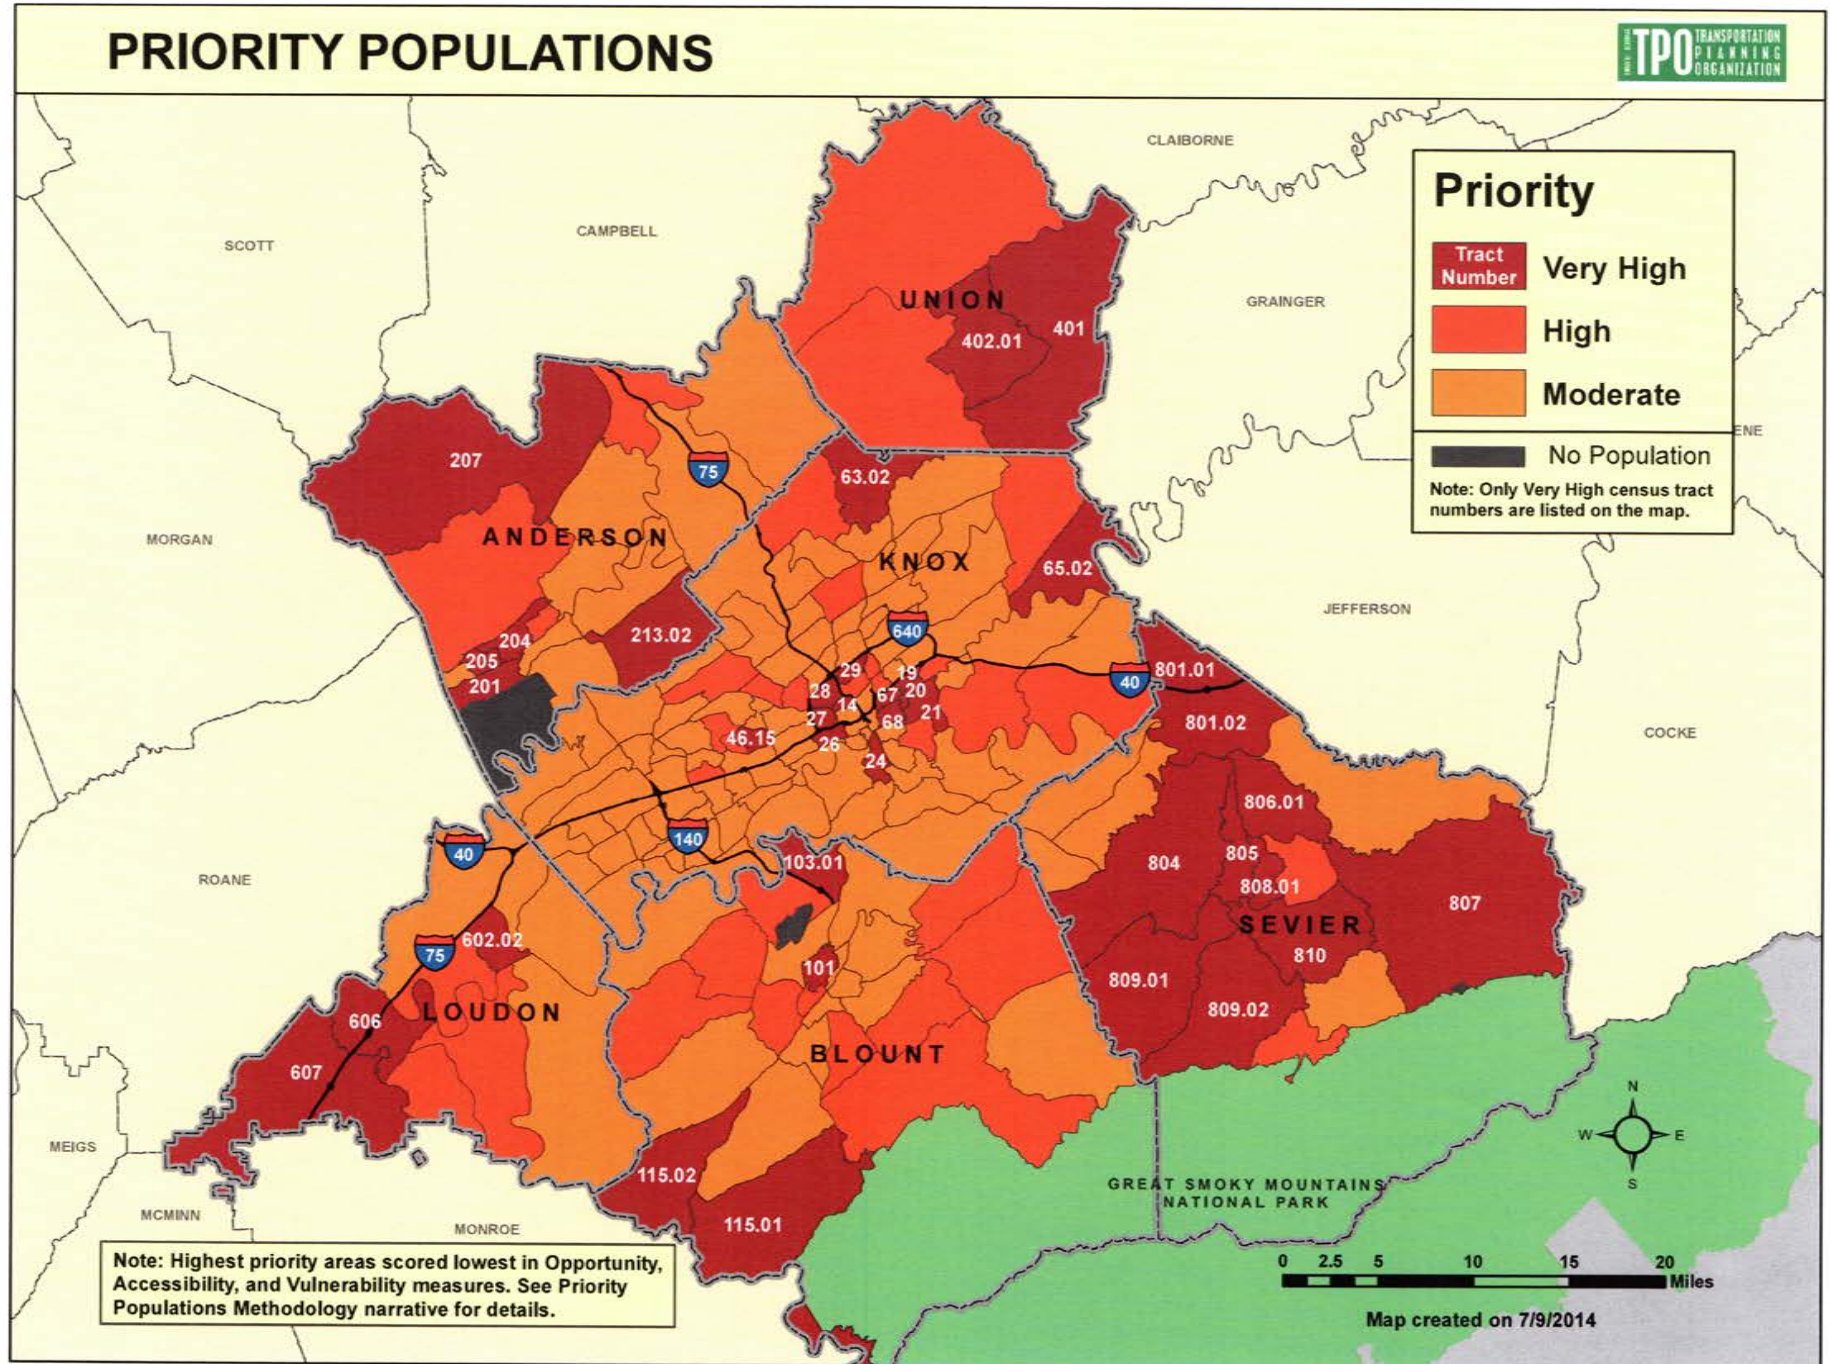 PRIORITY POPULATIONS
TPO
TRANSPORTATION
PLANNING
ORGANIZATION
CLAIBORNE
SCOTT
CAMPBELL
GRAINGER
ENE
MORGAN
JEFFERSON
COCKE
ROANE
MEIGS
MCMINN
MONROE
UNION
402.01
401
207
75
63.02
ANDERSON
KNOX
65.02
204
205
201
213.02
640
29
19
28
67
20
14
27
68
21
46.15
26
24
40
801.01
801.02
806.01
140
40
103.01
804
805
808.01
807
SEVIER
602.02
75
101
810
809.01
809.02
LOUDON
606
607
BLOUNT
115.02
115.01
GREAT SMOKY MOUNTAINS
NATIONAL PARK
Priority
Tract
Number
Very High
High
Moderate
No Population
Note: Only Very High census tract
numbers are listed on the map.
N
W
E
S
0 2.5 5 10 15 20
Miles
Map created on 7/9/2014
Note: Highest priority areas scored lowest in Opportunity,
Accessibility, and Vulnerability measures. See Priority
Populations Methodology narrative for details.